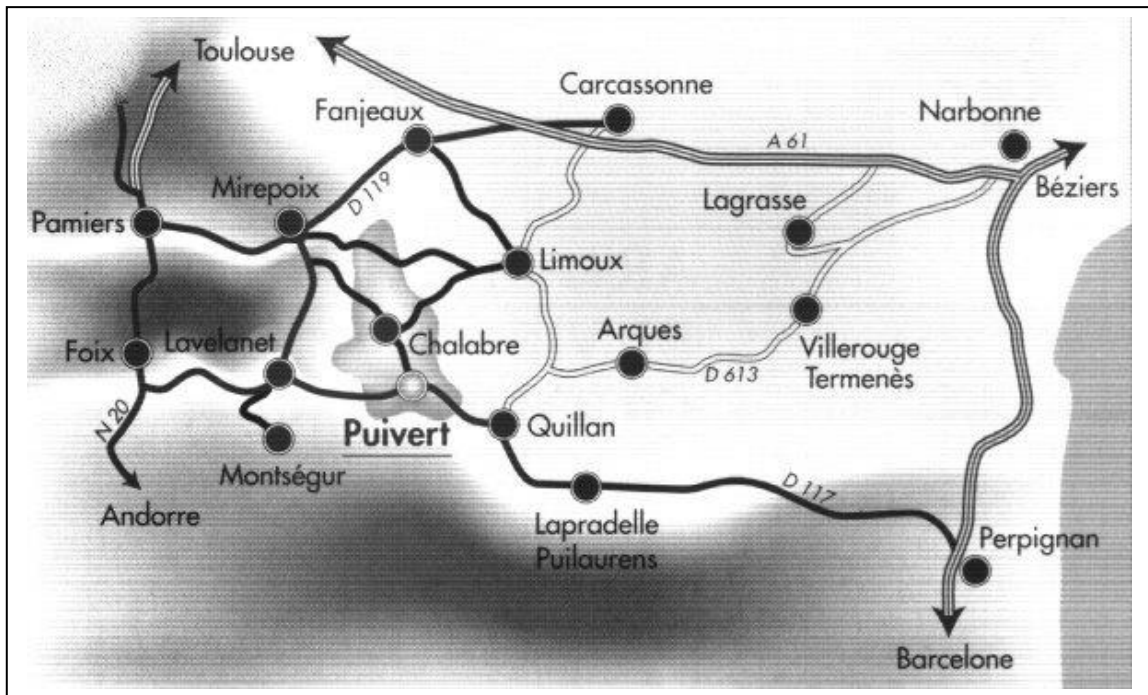 Toulouse
Carcassonne
Fanjeaux
Narbonne
A 61
Mirepoix
D 119
Béziers
Pamiers
Lagrasse
Limoux
Foix
Lavelanet
Chalabre
Arques
Villerouge
Termenès
D 613
N 20
Puivert
Quillan
Montségur
D 117
Andorre
Lapradelle
Puilaurens
Perpignan
Barcelone